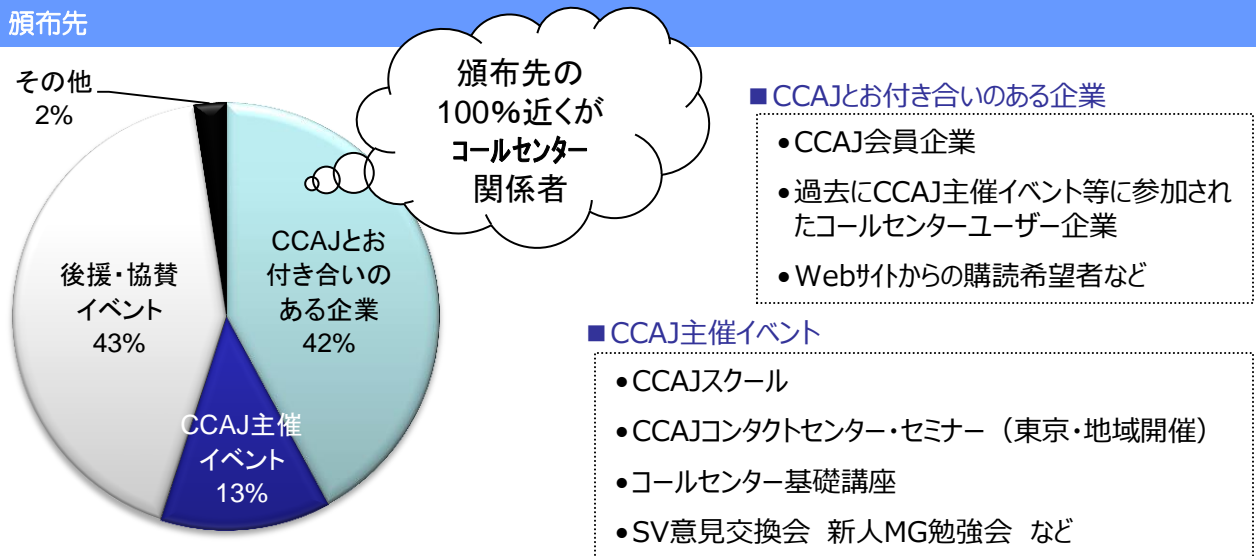 頒布先
その他
2%
頒布先の
100%近くが
コールセンター
関係者
CCAJとお
付き合いの
ある企業
42%
後援・協賛
イベント
43%
CCAJ主催
イベント
13%
■CCAJとお付き合いのある企業
•CCAJ会員企業
•過去にCCAJ主催イベント等に参加され
たコールセンターユーザー企業
•Webサイトからの購読希望者など
■CCAJ主催イベント
•CCAJスクール
•CCAJコンタクトセンター・セミナー（東京・地域開催）
•コールセンター基礎講座
•SV意見交換会 新人MG勉強会 など